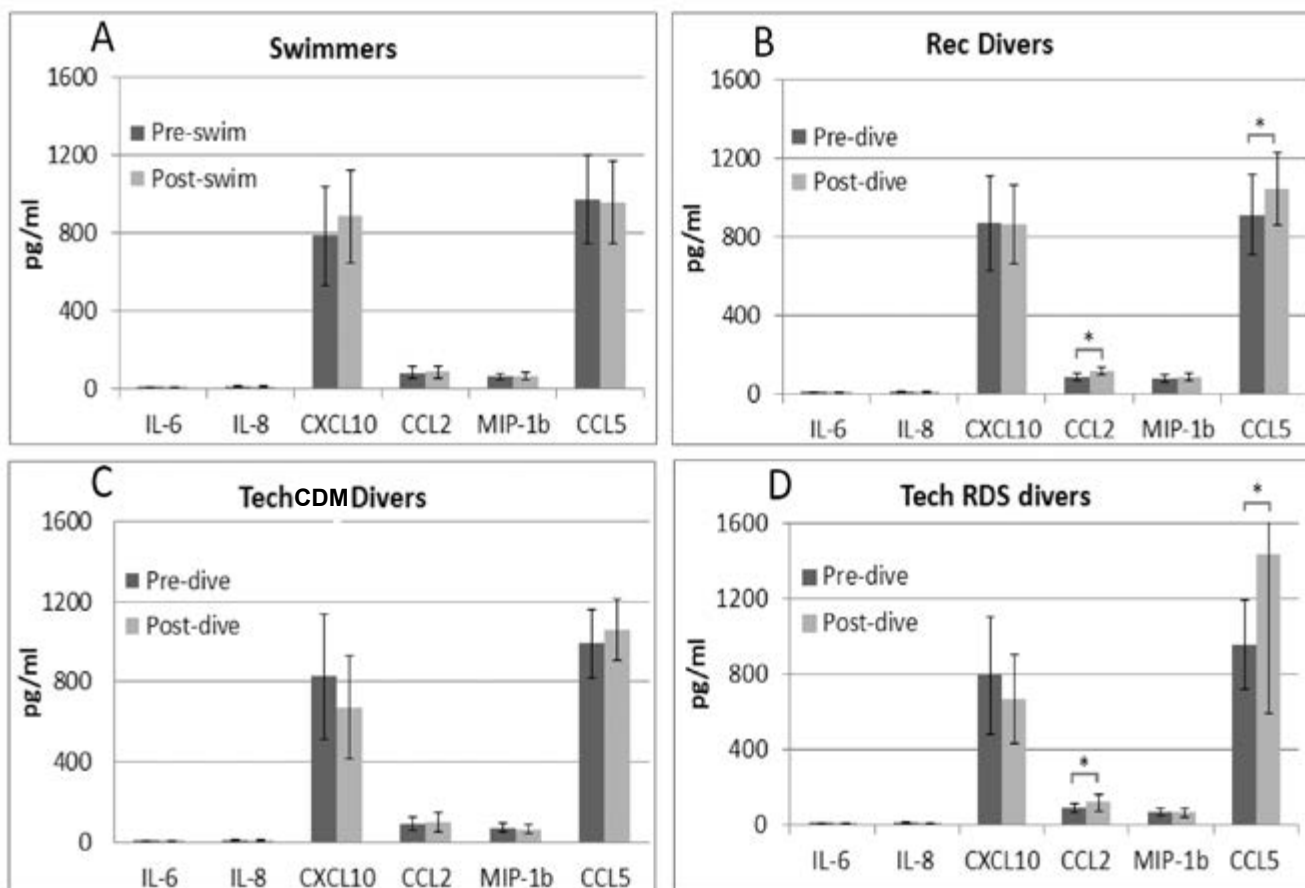 A
Swimmers
1600
1200
800
400
0
pg/ml
Pre-swim
Post-swim
IL-6 IL-8 CXCL10 CCL2 MIP-1b CCL5
B
Rec Divers
1600
1200
800
400
0
pg/ml
Pre-dive
Post-dive
*
*
IL-6 IL-8 CXCL10 CCL2 MIP-1b CCL5
C
TechCDMDivers
1600
1200
800
400
0
pg/ml
Pre-dive
Post-dive
IL-6 IL-8 CXCL10 CCL2 MIP-1b CCL5
D
Tech RDS divers
1600
1200
800
400
0
pg/ml
Pre-dive
Post-dive
*
*
IL-6 IL-8 CXCL10 CCL2 MIP-1b CCL5